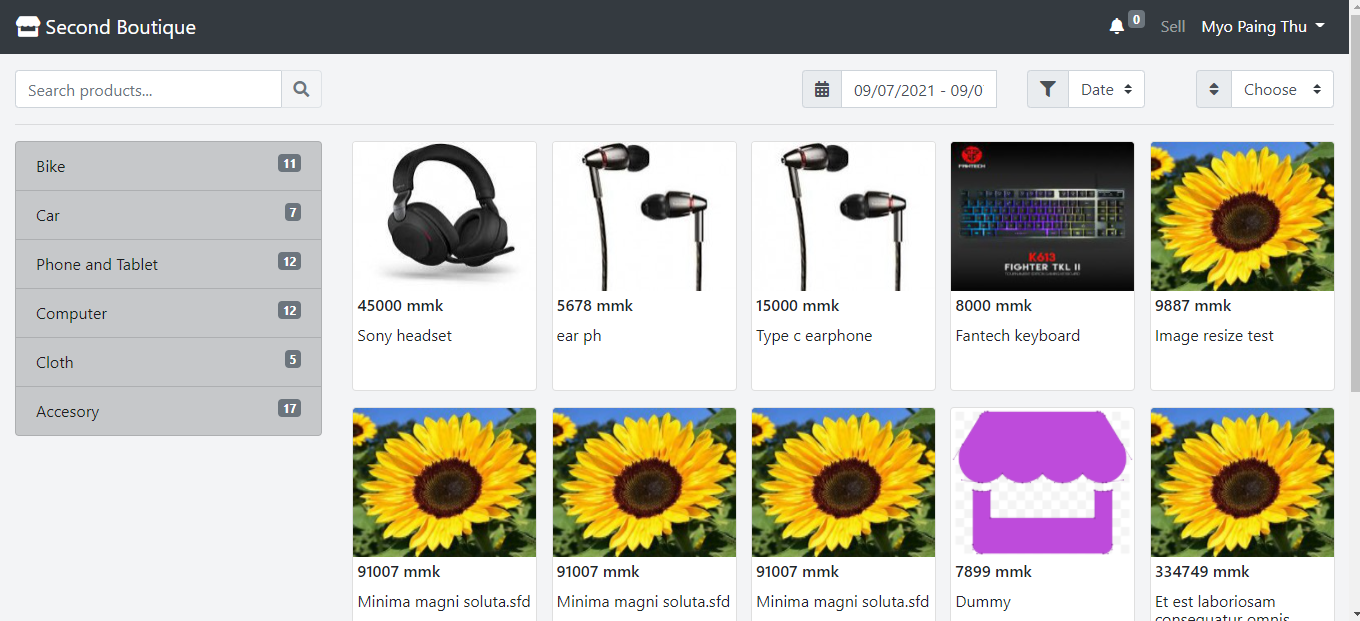 Second Boutique
0
Sell
Myo Paing Thu
Search products...
09/07/2021 - 09/0
Date
Choose
Bike
11
Car
7
Phone and Tablet
12
Computer
12
Cloth
5
Accesory
17
45000 mmk
Sony headset
5678 mmk
ear ph
15000 mmk
Type c earphone
FANTECH
K613
FIGHTER TKL II
8000 mmk
Fantech keyboard
9887 mmk
Image resize test
91007 mmk
Minima magni soluta.sfd
91007 mmk
Minima magni soluta.sfd
91007 mmk
Minima magni soluta.sfd
7899 mmk
Dummy
334749 mmk
Et est laboriosam
consequatur omnis